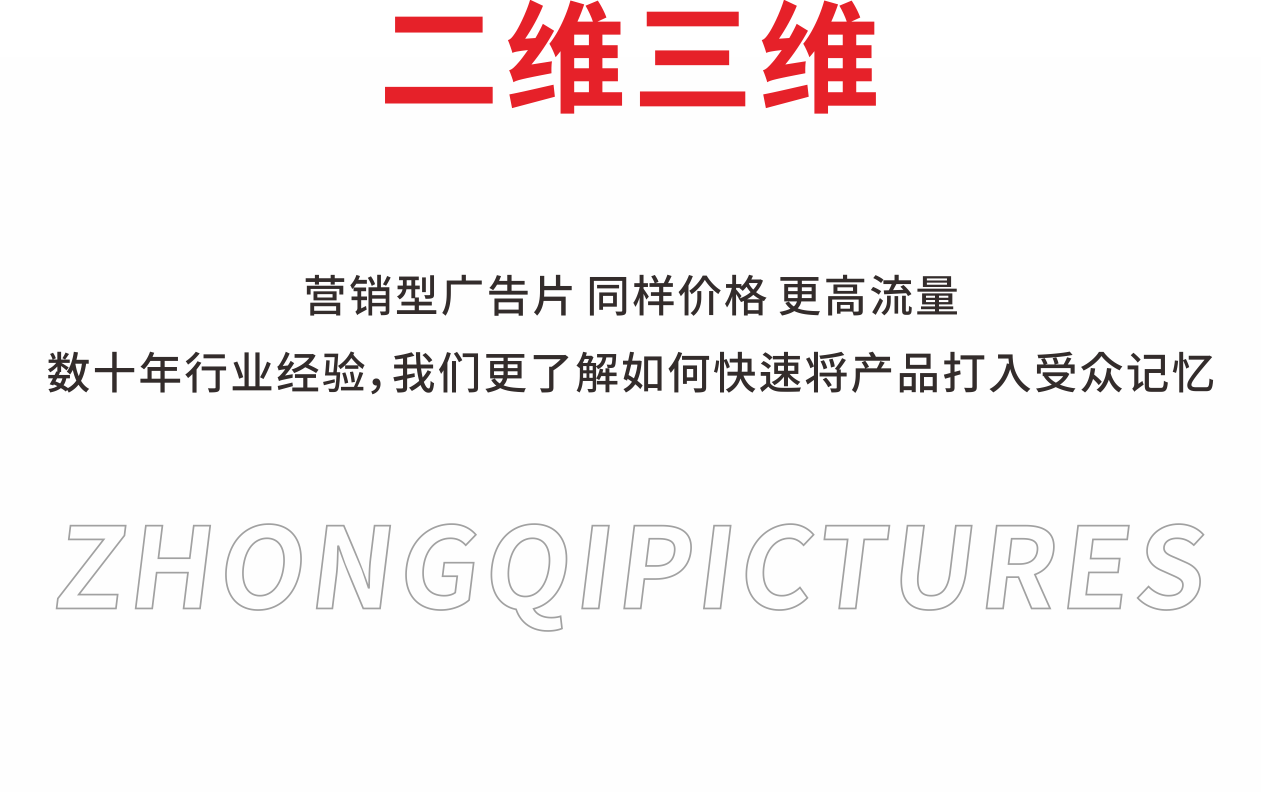 二维三维
营销型广告片 同样价格 更高流量
数十年行业经验，我们更了解如何快速将产品打入受众记忆
ZHONGQIPICTURES